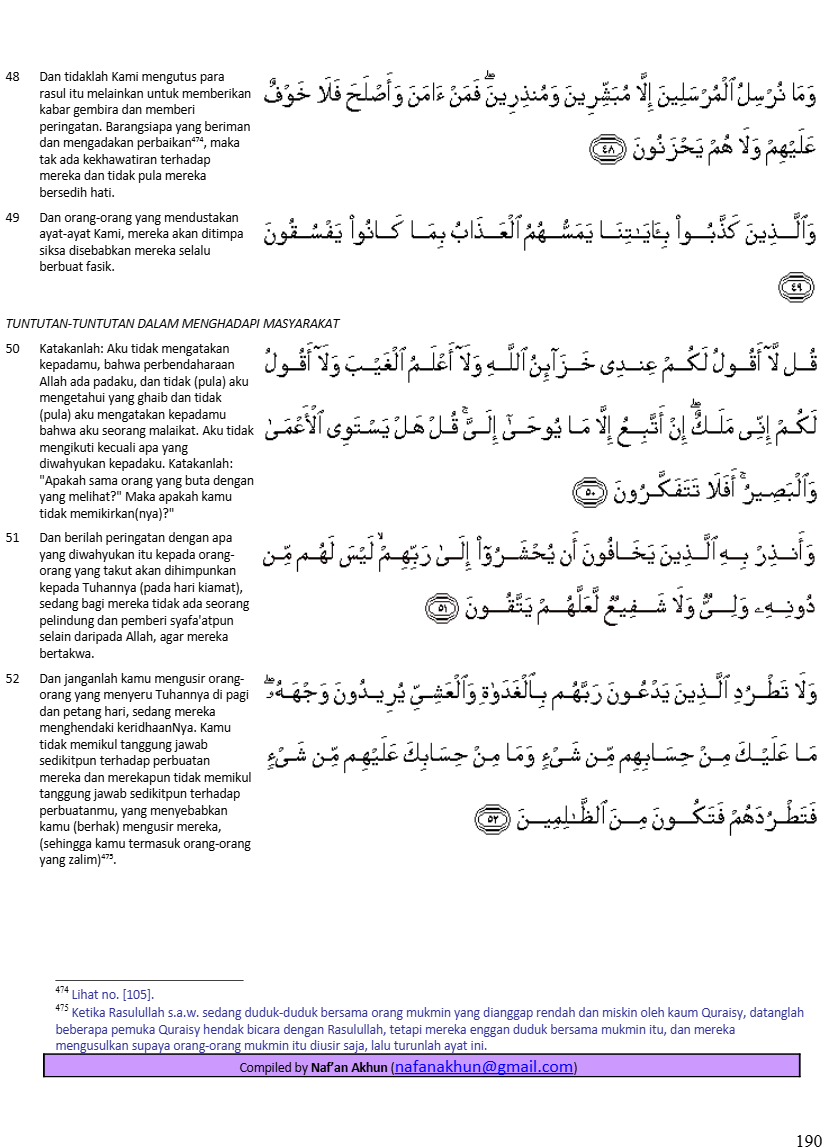 48 Dan tidaklah Kami mengutus para
rasul itu melainkan untuk memberikan
kabar gembira dan memberi
peringatan. Barangsiapa yang beriman
dan mengadakan perbaikan⁴⁷⁴, maka
tak ada kekhawatiran terhadap
mereka dan tidak pula mereka
bersedih hati.
وَمَا نُرْسِلُ ٱلْمُرْسَلِينَ إِلَّا مُبَشِّرِينَ وَمُنذِرِينَ ۖ فَمَنْ ءَامَنَ وَأَصْلَحَ فَلَا خَوْفٌ
عَلَيْهِمْ وَلَا هُمْ يَحْزَنُونَ ٤٨
49 Dan orang-orang yang mendustakan
ayat-ayat Kami, mereka akan ditimpa
siksa disebabkan mereka selalu
berbuat fasik.
وَٱلَّذِينَ كَذَّبُوا۟ بِـَٔايَـٰتِنَا يَمَسُّهُمُ ٱلْعَذَابُ بِمَا كَانُوا۟ يَفْسُقُونَ
٤٩
TUNTUTAN-TUNTUTAN DALAM MENGHADAPI MASYARAKAT
50 Katakanlah: Aku tidak mengatakan
kepadamu, bahwa perbendaharaan
Allah ada padaku, dan tidak (pula) aku
mengetahui yang ghaib dan tidak
(pula) aku mengatakan kepadamu
bahwa aku seorang malaikat. Aku tidak
mengikuti kecuali apa yang
diwahyukan kepadaku. Katakanlah:
"Apakah sama orang yang buta dengan
yang melihat?" Maka apakah kamu
tidak memikirkan(nya)?"
قُل لَّآ أَقُولُ لَكُمْ عِندِى خَزَآئِنُ ٱللَّهِ وَلَآ أَعْلَمُ ٱلْغَيْبَ وَلَآ أَقُولُ
لَكُمْ إِنِّى مَلَكٌ ۖ إِنْ أَتَّبِعُ إِلَّا مَا يُوحَىٰٓ إِلَىَّ ۚ قُلْ هَلْ يَسْتَوِى ٱلْأَعْمَىٰ
وَٱلْبَصِيرُ ۚ أَفَلَا تَتَفَكَّرُونَ ٥٠
51 Dan berilah peringatan dengan apa
yang diwahyukan itu kepada orang-
orang yang takut akan dihimpunkan
kepada Tuhannya (pada hari kiamat),
sedang bagi mereka tidak ada seorang
pelindung dan pemberi syafa'atpun
selain daripada Allah, agar mereka
bertakwa.
وَأَنذِرْ بِهِ ٱلَّذِينَ يَخَافُونَ أَن يُحْشَرُوٓا۟ إِلَىٰ رَبِّهِمْ ۙ لَيْسَ لَهُم مِّن
دُونِهِۦ وَلِىٌّ وَلَا شَفِيعٌ لَّعَلَّهُمْ يَتَّقُونَ ٥١
52 Dan janganlah kamu mengusir orang-
orang yang menyeru Tuhannya di pagi
dan petang hari, sedang mereka
menghendaki keridhaanNya. Kamu
tidak memikul tanggung jawab
sedikitpun terhadap perbuatan
mereka dan merekapun tidak memikul
tanggung jawab sedikitpun terhadap
perbuatanmu, yang menyebabkan
kamu (berhak) mengusir mereka,
(sehingga kamu termasuk orang-orang
yang zalim)⁴⁷⁵.
وَلَا تَطْرُدِ ٱلَّذِينَ يَدْعُونَ رَبَّهُم بِٱلْغَدَوٰةِ وَٱلْعَشِىِّ يُرِيدُونَ وَجْهَهُۥ ۖ
مَا عَلَيْكَ مِنْ حِسَابِهِم مِّن شَىْءٍ وَمَا مِنْ حِسَابِكَ عَلَيْهِم مِّن شَىْءٍ
فَتَطْرُدَهُمْ فَتَكُونَ مِنَ ٱلظَّـٰلِمِينَ ٥٢
⁴⁷⁴ Lihat no. [105].
⁴⁷⁵ Ketika Rasulullah s.a.w. sedang duduk-duduk bersama orang mukmin yang dianggap rendah dan miskin oleh kaum Quraisy, datanglah
beberapa pemuka Quraisy hendak bicara dengan Rasulullah, tetapi mereka enggan duduk bersama mukmin itu, dan mereka
mengusulkan supaya orang-orang mukmin itu diusir saja, lalu turunlah ayat ini.
Compiled by Naf'an Akhun (nafanakhun@gmail.com)
190